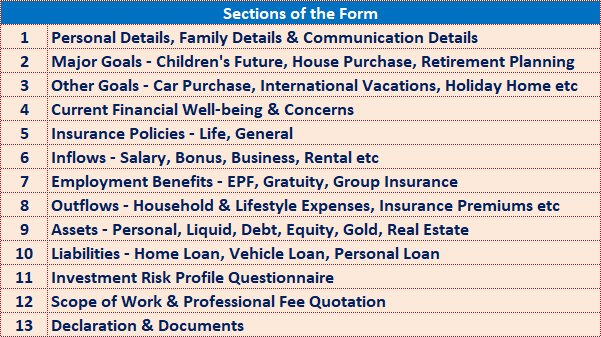 Sections of the Form
1 Personal Details, Family Details & Communication Details
2 Major Goals - Children's Future, House Purchase, Retirement Planning
3 Other Goals - Car Purchase, International Vacations, Holiday Home etc
4 Current Financial Well-being & Concerns
5 Insurance Policies - Life, General
6 Inflows - Salary, Bonus, Business, Rental etc
7 Employment Benefits - EPF, Gratuity, Group Insurance
8 Outflows - Household & Lifestyle Expenses, Insurance Premiums etc
9 Assets - Personal, Liquid, Debt, Equity, Gold, Real Estate
10 Liabilities - Home Loan, Vehicle Loan, Personal Loan
11 Investment Risk Profile Questionnaire
12 Scope of Work & Professional Fee Quotation
13 Declaration & Documents